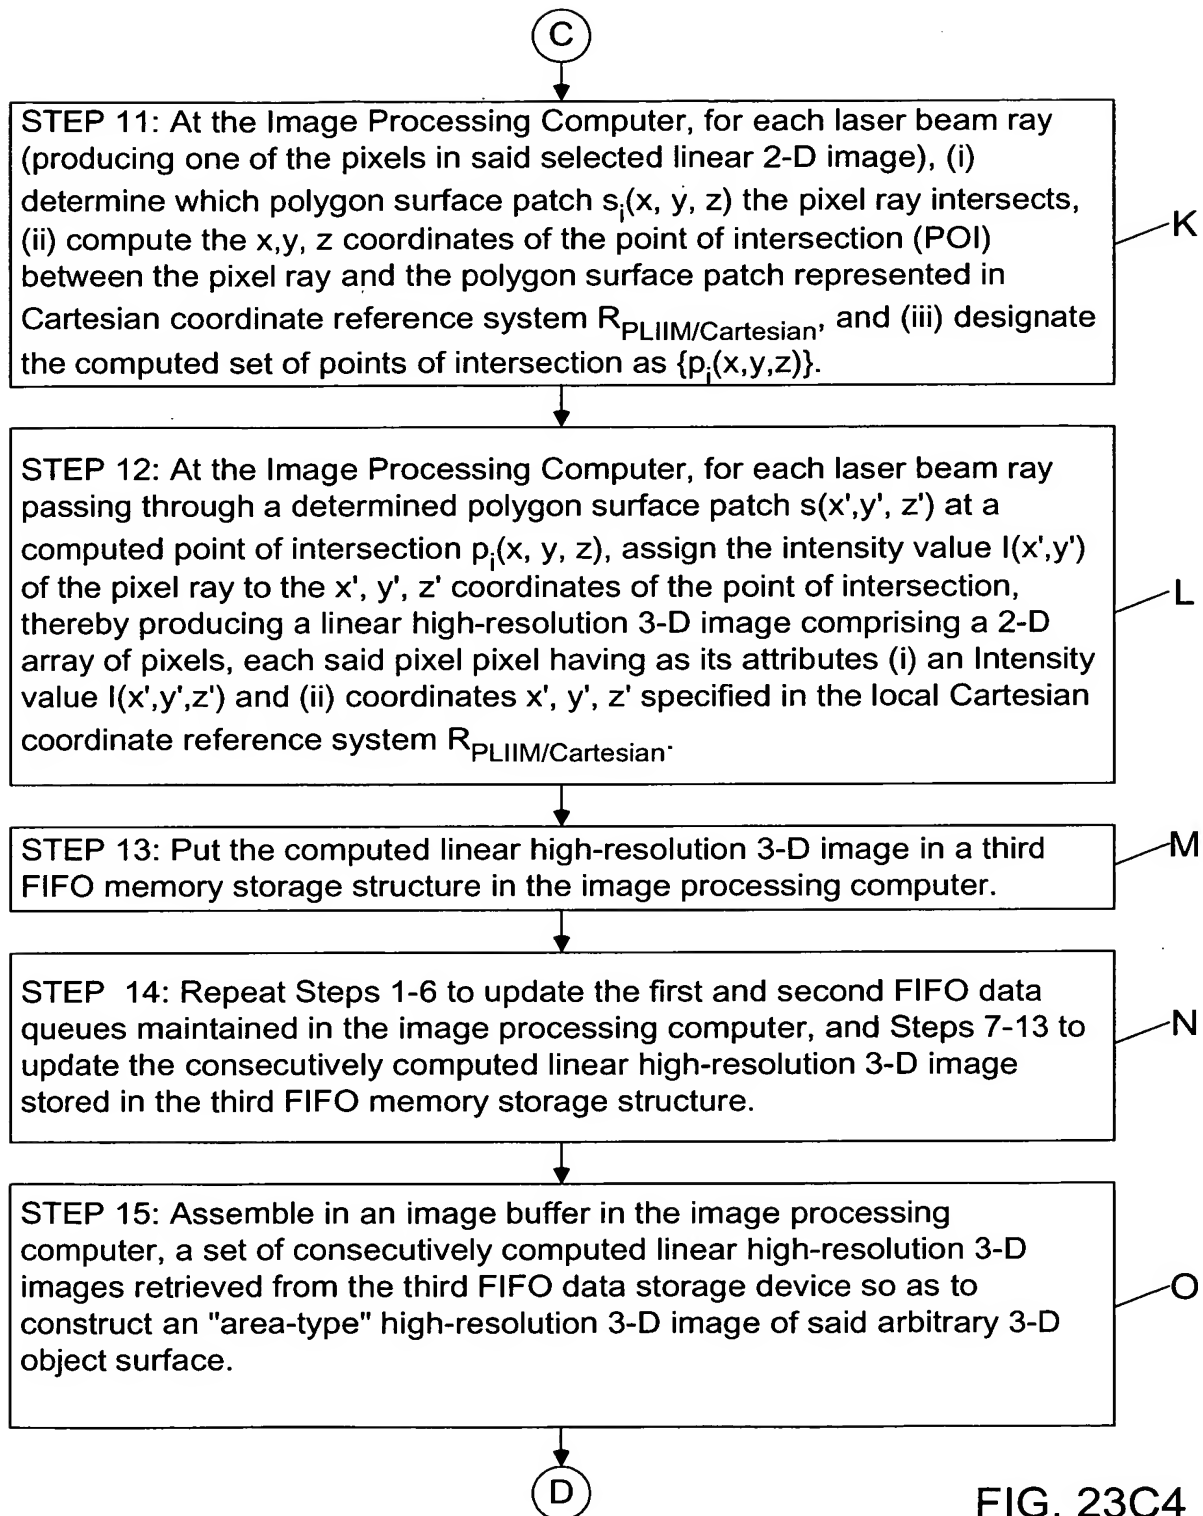 C
STEP 11: At the Image Processing Computer, for each laser beam ray
(producing one of the pixels in said selected linear 2-D image), (i)
determine which polygon surface patch si(x, y, z) the pixel ray intersects,
(ii) compute the x,y, z coordinates of the point of intersection (POI)
between the pixel ray and the polygon surface patch represented in
Cartesian coordinate reference system RPLIIM/Cartesian, and (iii) designate
the computed set of points of intersection as {pi(x,y,z)}.
K
STEP 12: At the Image Processing Computer, for each laser beam ray
passing through a determined polygon surface patch s(x',y', z') at a
computed point of intersection pi(x, y, z), assign the intensity value I(x',y')
of the pixel ray to the x', y', z' coordinates of the point of intersection,
thereby producing a linear high-resolution 3-D image comprising a 2-D
array of pixels, each said pixel pixel having as its attributes (i) an Intensity
value I(x',y',z') and (ii) coordinates x', y', z' specified in the local Cartesian
coordinate reference system RPLIIM/Cartesian.
L
STEP 13: Put the computed linear high-resolution 3-D image in a third
FIFO memory storage structure in the image processing computer.
M
STEP 14: Repeat Steps 1-6 to update the first and second FIFO data
queues maintained in the image processing computer, and Steps 7-13 to
update the consecutively computed linear high-resolution 3-D image
stored in the third FIFO memory storage structure.
N
STEP 15: Assemble in an image buffer in the image processing
computer, a set of consecutively computed linear high-resolution 3-D
images retrieved from the third FIFO data storage device so as to
construct an "area-type" high-resolution 3-D image of said arbitrary 3-D
object surface.
O
D
FIG. 23C4